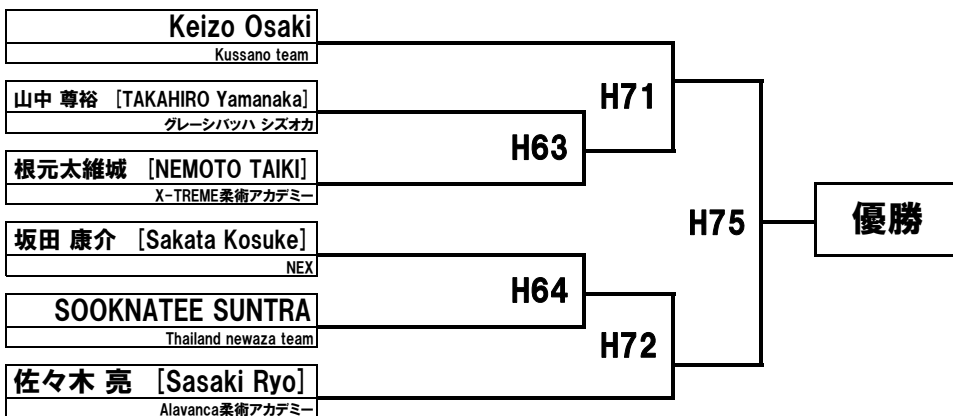 Keizo Osaki
Kussano team
山中 尊裕 [TAKAHIRO Yamanaka]
グレーシバッハ シズオカ
根元太維城 [NEMOTO TAIKI]
X-TREME柔術アカデミー
坂田 康介 [Sakata Kosuke]
NEX
SOOKNATEE SUNTRA
Thailand newaza team
佐々木 亮 [Sasaki Ryo]
Alavanca柔術アカデミー
H71
H63
H75
優勝
H64
H72